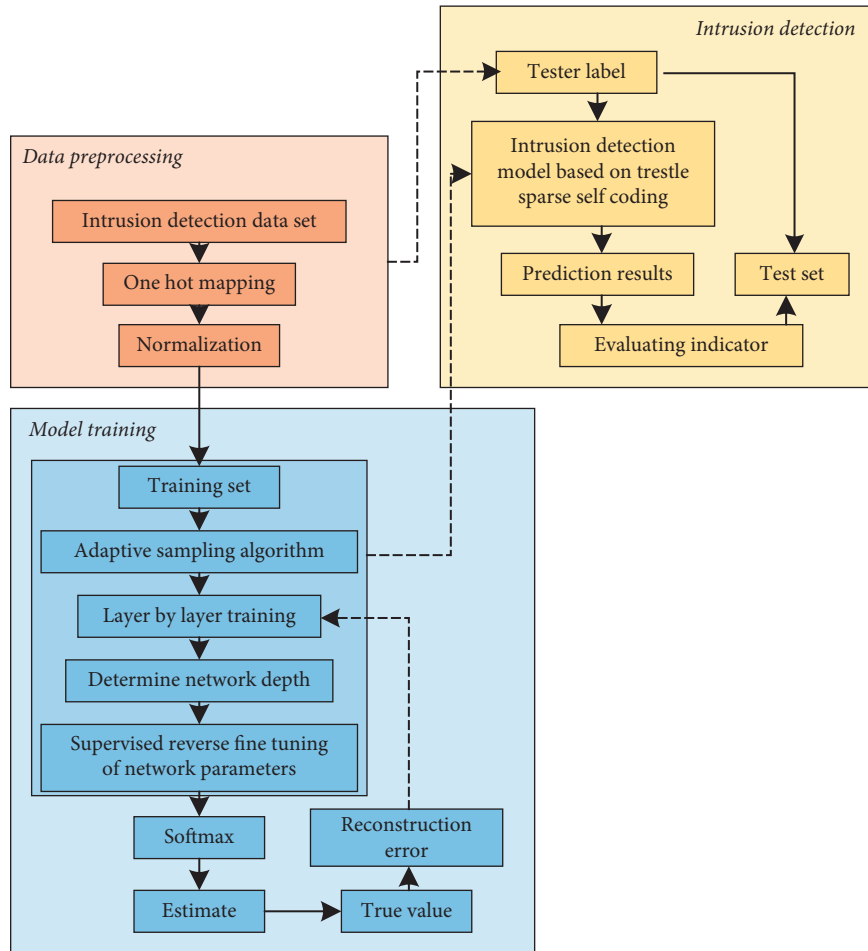 Intrusion detection
Tester label
Intrusion detection
model based on trestle
sparse self coding
Prediction results
Test set
Evaluating indicator
Data preprocessing
Intrusion detection data set
One hot mapping
Normalization
Model training
Training set
Adaptive sampling algorithm
Layer by layer training
Determine network depth
Supervised reverse fine tuning
of network parameters
Softmax
Reconstruction
error
Estimate
True value